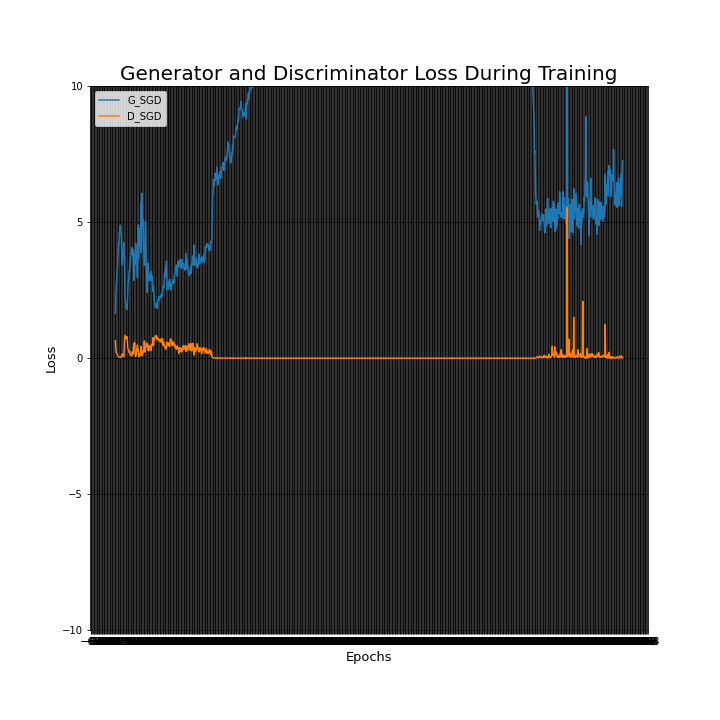 Generator and Discriminator Loss During Training
G_SGD
D_SGD
10
5
0
−5
−10
Loss
Epochs